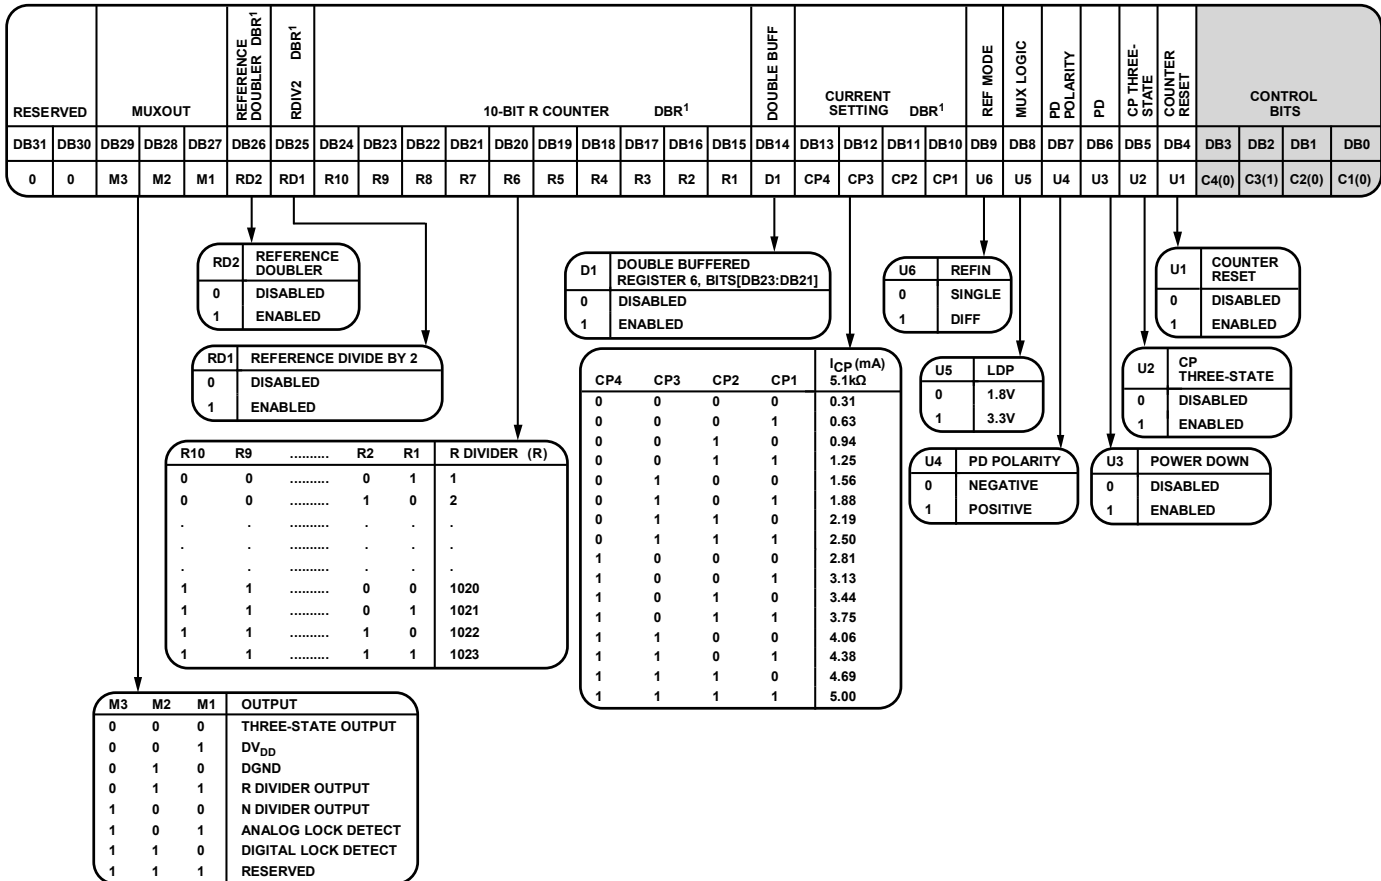 RESERVED MUXOUT REFERENCE DOUBLER DBR1 RDIV2 DBR1 10-BIT R COUNTER DBR1 DOUBLE BUFF CURRENT SETTING DBR1 REF MODE MUX LOGIC PD POLARITY PD CP THREE-STATE COUNTER RESET CONTROL BITS
DB31 DB30 DB29 DB28 DB27 DB26 DB25 DB24 DB23 DB22 DB21 DB20 DB19 DB18 DB17 DB16 DB15 DB14 DB13 DB12 DB11 DB10 DB9 DB8 DB7 DB6 DB5 DB4 DB3 DB2 DB1 DB0
0 0 M3 M2 M1 RD2 RD1 R10 R9 R8 R7 R6 R5 R4 R3 R2 R1 D1 CP4 CP3 CP2 CP1 U6 U5 U4 U3 U2 U1 C4(0) C3(1) C2(0) C1(0)
RD2 REFERENCE DOUBLER
0 DISABLED
1 ENABLED
RD1 REFERENCE DIVIDE BY 2
0 DISABLED
1 ENABLED
R10 R9 .......... R2 R1 R DIVIDER (R)
0 0 .......... 0 1 1
0 0 .......... 1 0 2
. . .......... . . .
. . .......... . . .
. . .......... . . .
1 1 .......... 0 0 1020
1 1 .......... 0 1 1021
1 1 .......... 1 0 1022
1 1 .......... 1 1 1023
M3 M2 M1 OUTPUT
0 0 0 THREE-STATE OUTPUT
0 0 1 DVDD
0 1 0 DGND
0 1 1 R DIVIDER OUTPUT
1 0 0 N DIVIDER OUTPUT
1 0 1 ANALOG LOCK DETECT
1 1 0 DIGITAL LOCK DETECT
1 1 1 RESERVED
D1 DOUBLE BUFFERED
REGISTER 6, BITS[DB23:DB21]
0 DISABLED
1 ENABLED
ICP (mA)
CP4 CP3 CP2 CP1 5.1kΩ
0 0 0 0 0.31
0 0 0 1 0.63
0 0 1 0 0.94
0 0 1 1 1.25
0 1 0 0 1.56
0 1 0 1 1.88
0 1 1 0 2.19
0 1 1 1 2.50
1 0 0 0 2.81
1 0 0 1 3.13
1 0 1 0 3.44
1 0 1 1 3.75
1 1 0 0 4.06
1 1 0 1 4.38
1 1 1 0 4.69
1 1 1 1 5.00
U6 REFIN
0 SINGLE
1 DIFF
U5 LDP
0 1.8V
1 3.3V
U4 PD POLARITY
0 NEGATIVE
1 POSITIVE
U3 POWER DOWN
0 DISABLED
1 ENABLED
U2 CP
THREE-STATE
0 DISABLED
1 ENABLED
U1 COUNTER
RESET
0 DISABLED
1 ENABLED